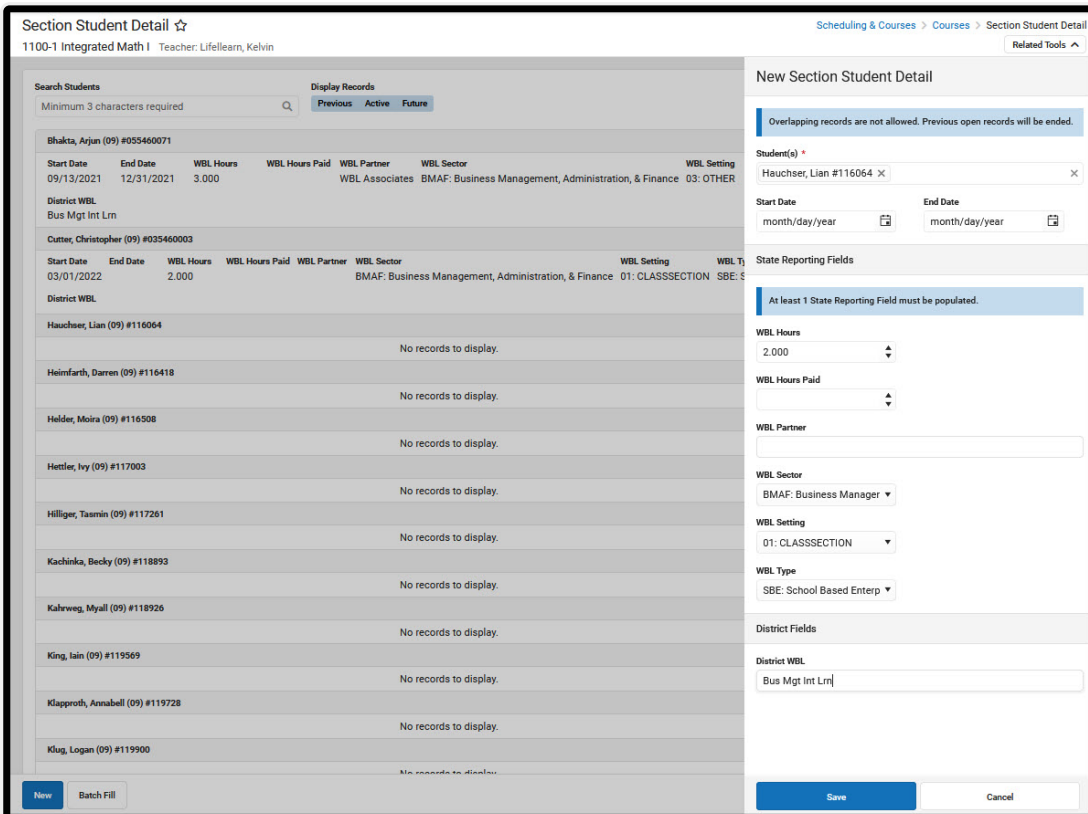 Section Student Detail
Scheduling & Courses > Courses > Section Student Detail
1100-1 Integrated Math I Teacher: Lifellearn, Kelvin
Related Tools
Search Students
Display Records
Minimum 3 characters required
Previous Active Future
Bhakta, Arjun (09) #055460071
Start Date End Date WBL Hours WBL Hours Paid WBL Partner WBL Sector WBL Setting
09/13/2021 12/31/2021 3.000 WBL Associates BMAF: Business Management, Administration, & Finance 03: OTHER
District WBL
Bus Mgt Int Lrn
Cutter, Christopher (09) #035460003
Start Date End Date WBL Hours WBL Hours Paid WBL Partner WBL Sector WBL Setting WBL Ty
03/01/2022 2.000 BMAF: Business Management, Administration, & Finance 01: CLASSSECTION SBE: S
District WBL
Hauchser, Lian (09) #116064
No records to display.
Heimfarth, Darren (09) #116418
No records to display.
Helder, Moira (09) #116508
No records to display.
Hettler, Ivy (09) #117003
No records to display.
Hilliger, Tasmin (09) #117261
No records to display.
Kachinka, Becky (09) #118893
No records to display.
Kahrweg, Myall (09) #118926
No records to display.
King, Iain (09) #119569
No records to display.
Klapproth, Annabell (09) #119728
No records to display.
Klug, Logan (09) #119900
No records to display.
New Batch Fill
New Section Student Detail
Overlapping records are not allowed. Previous open records will be ended.
Student(s) *
Hauchser, Lian #116064
Start Date End Date
month/day/year month/day/year
State Reporting Fields
At least 1 State Reporting Field must be populated.
WBL Hours
2.000
WBL Hours Paid
WBL Partner
WBL Sector
BMAF: Business Manager
WBL Setting
01: CLASSSECTION
WBL Type
SBE: School Based Enterp
District Fields
District WBL
Bus Mgt Int Lrn
Save Cancel